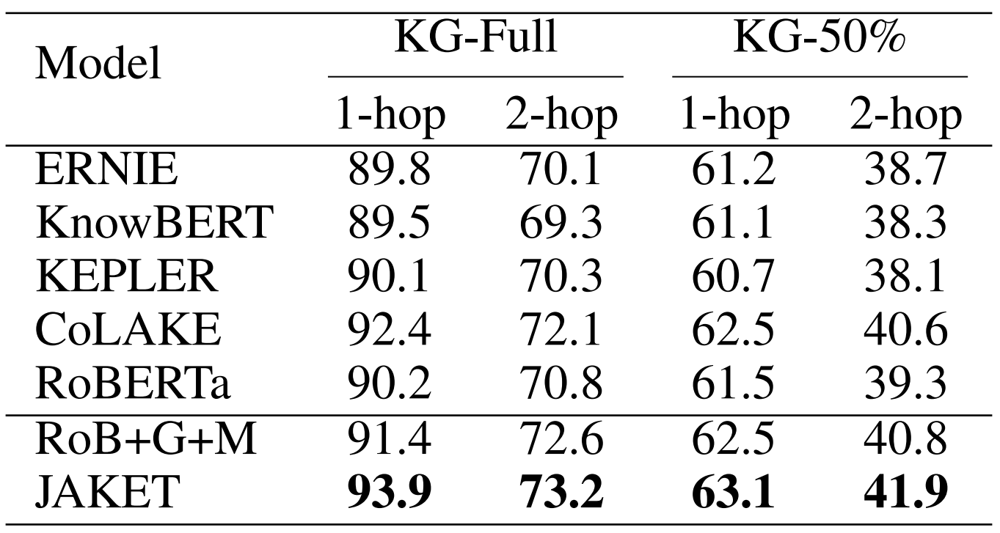 Model KG-Full KG-50%
1-hop 2-hop 1-hop 2-hop
ERNIE 89.8 70.1 61.2 38.7
KnowBERT 89.5 69.3 61.1 38.3
KEPLER 90.1 70.3 60.7 38.1
CoLAKE 92.4 72.1 62.5 40.6
RoBERTa 90.2 70.8 61.5 39.3
RoB+G+M 91.4 72.6 62.5 40.8
JAKET 93.9 73.2 63.1 41.9